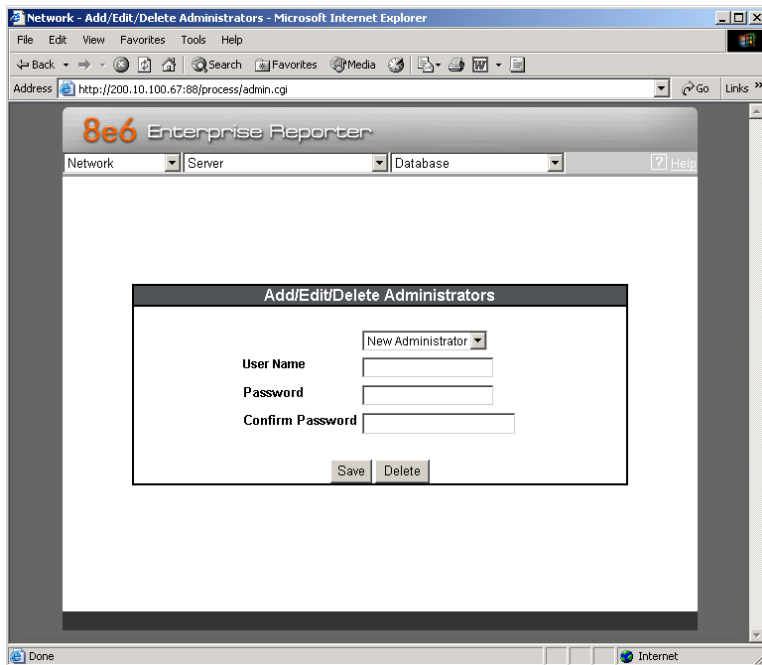 Network - Add/Edit/Delete Administrators - Microsoft Internet Explorer
File Edit View Favorites Tools Help
Back Search Favorites Media
Address http://200.10.100.67:88/process/admin.cgi Go Links »
8e6 Enterprise Reporter
Network Server Database ? Help
Add/Edit/Delete Administrators
New Administrator
User Name
Password
Confirm Password
Save Delete
Done Internet